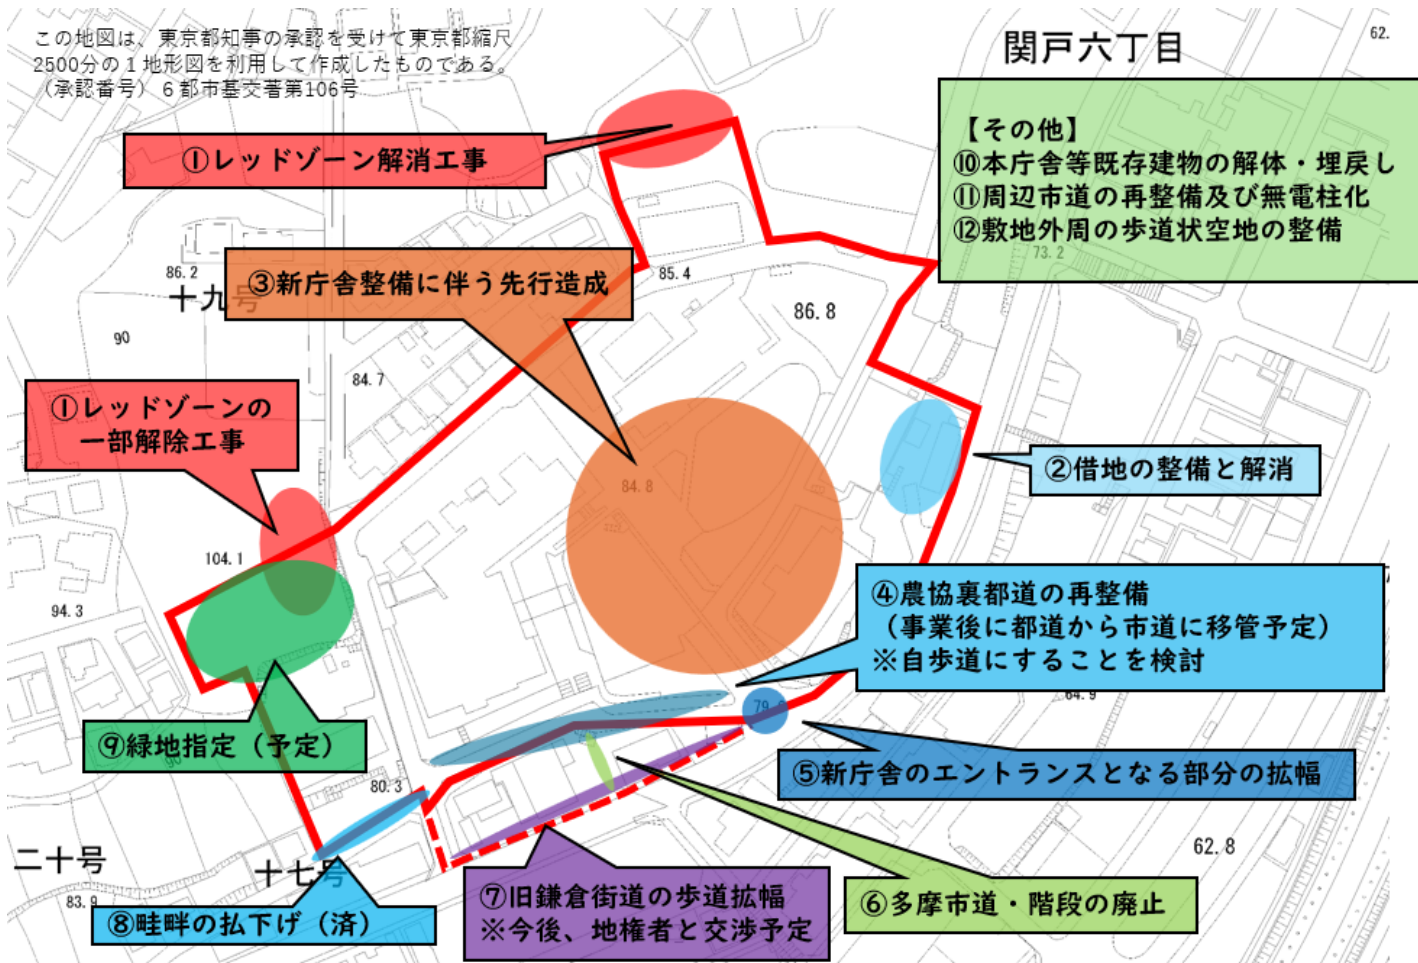 この地図は、東京都知事の承認を受けて東京都縮尺
2500分の1地形図を利用して作成したものである。
（承認番号）6都市基交著第106号
関戸六丁目
62.
【その他】
⑩本庁舎等既存建物の解体・埋戻し
⑪周辺市道の再整備及び無電柱化
⑫敷地外周の歩道状空地の整備
73.2
①レッドゾーン解消工事
86.2
十九号
③新庁舎整備に伴う先行造成
85.4
86.8
90
84.7
①レッドゾーンの
一部解除工事
②借地の整備と解消
84.8
104.1
94.3
④農協裏都道の再整備
（事業後に都道から市道に移管予定）
※自歩道にすることを検討
64.9
79.
⑨緑地指定（予定）
90
⑤新庁舎のエントランスとなる部分の拡幅
80.3
62.8
二十号
十七号
83.9
⑦旧鎌倉街道の歩道拡幅
※今後、地権者と交渉予定
⑥多摩市道・階段の廃止
⑧畦畔の払下げ（済）